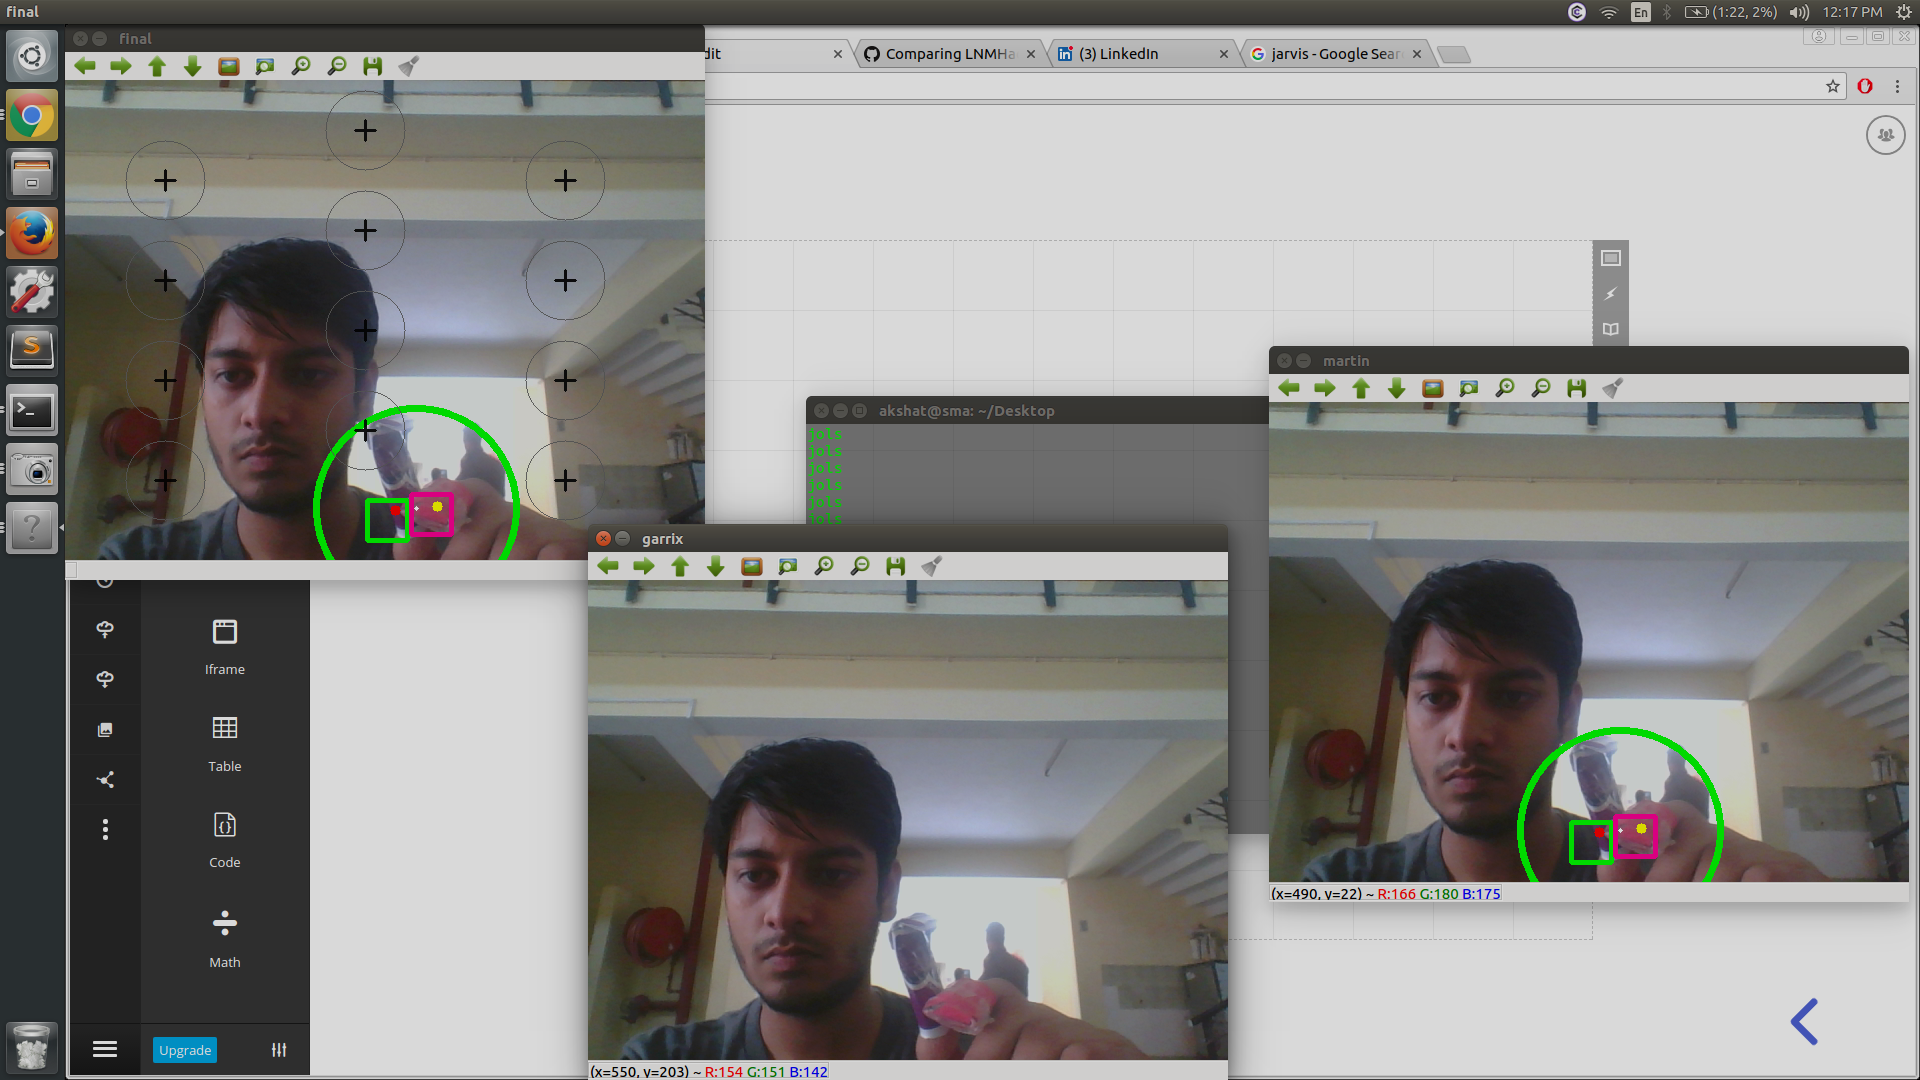 final
En
(1:22, 2%)
12:17 PM
final
dit
Comparing LNMHa
(3) LinkedIn
jarvis - Google Sear
martin
akshat@sma: ~/Desktop
jols
jols
jols
jols
jols
jols
garrix
Iframe
Table
Code
Math
Upgrade
(x=490, y=22) ~ R:166 G:180 B:175
(x=550, y=203) ~ R:154 G:151 B:142